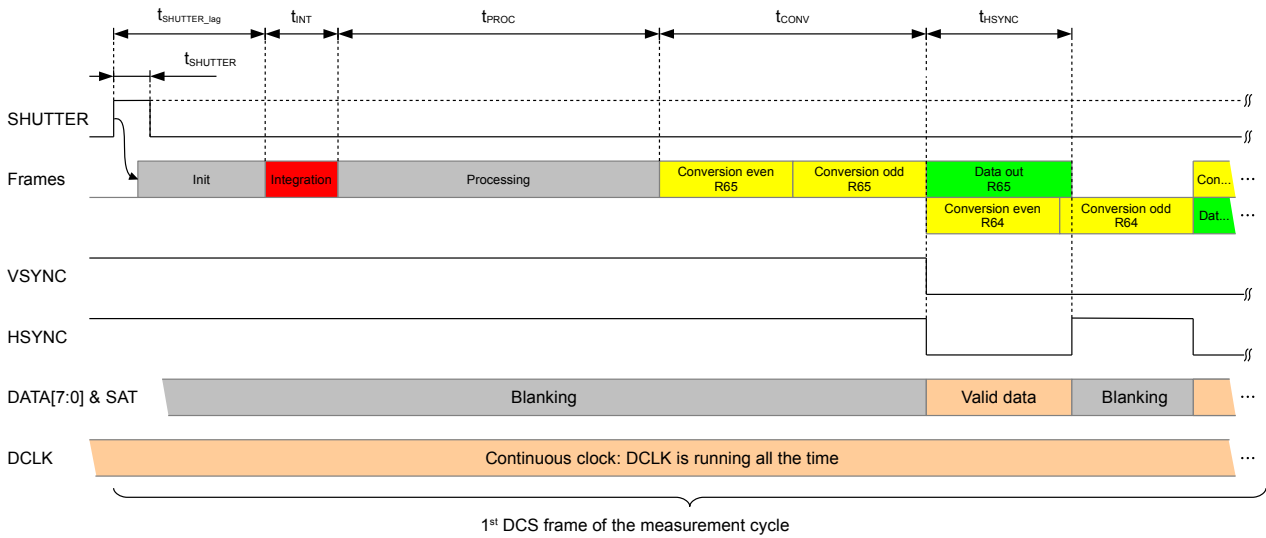 tSHUTTER_lag tINT tPROC tCONV tHSYNC
tSHUTTER
SHUTTER
Frames Init Integration Processing Conversion even R65 Conversion odd R65 Data out R65 Con... ...
Conversion even R64 Conversion odd R64 Dat... ...
VSYNC
HSYNC
DATA[7:0] & SAT Blanking Valid data Blanking ...
DCLK Continuous clock: DCLK is running all the time ...
1st DCS frame of the measurement cycle